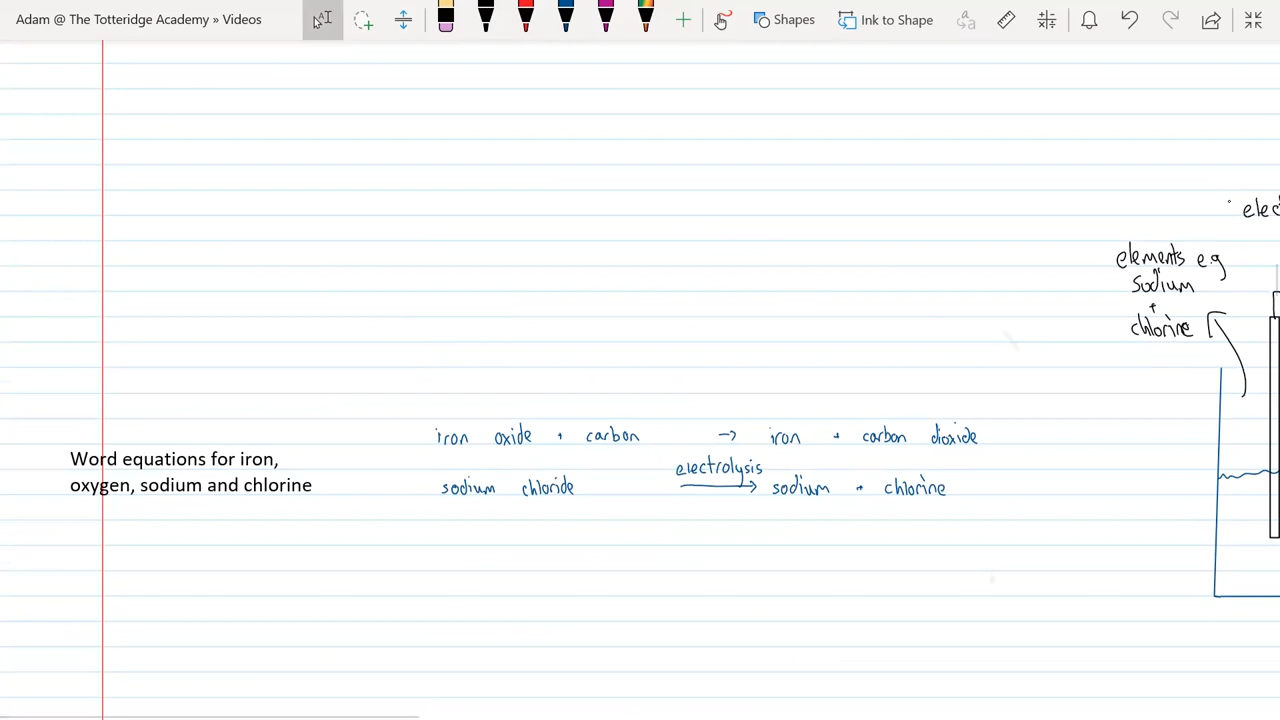 Adam @ The Totteridge Academy » Videos
Shapes
Ink to Shape
elements e.g
sodium
+
chlorine
iron oxide + carbon → iron + carbon dioxide
Word equations for iron,
oxygen, sodium and chlorine
electrolysis
sodium chloride → sodium + chlorine